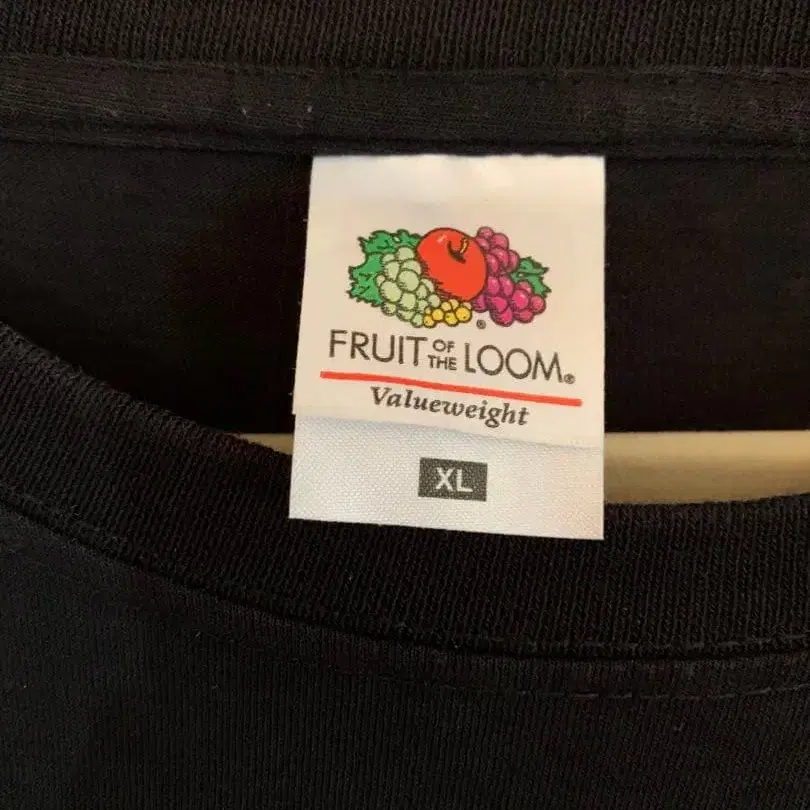 ®
FRUIT OF THE LOOM®
Valueweight
XL